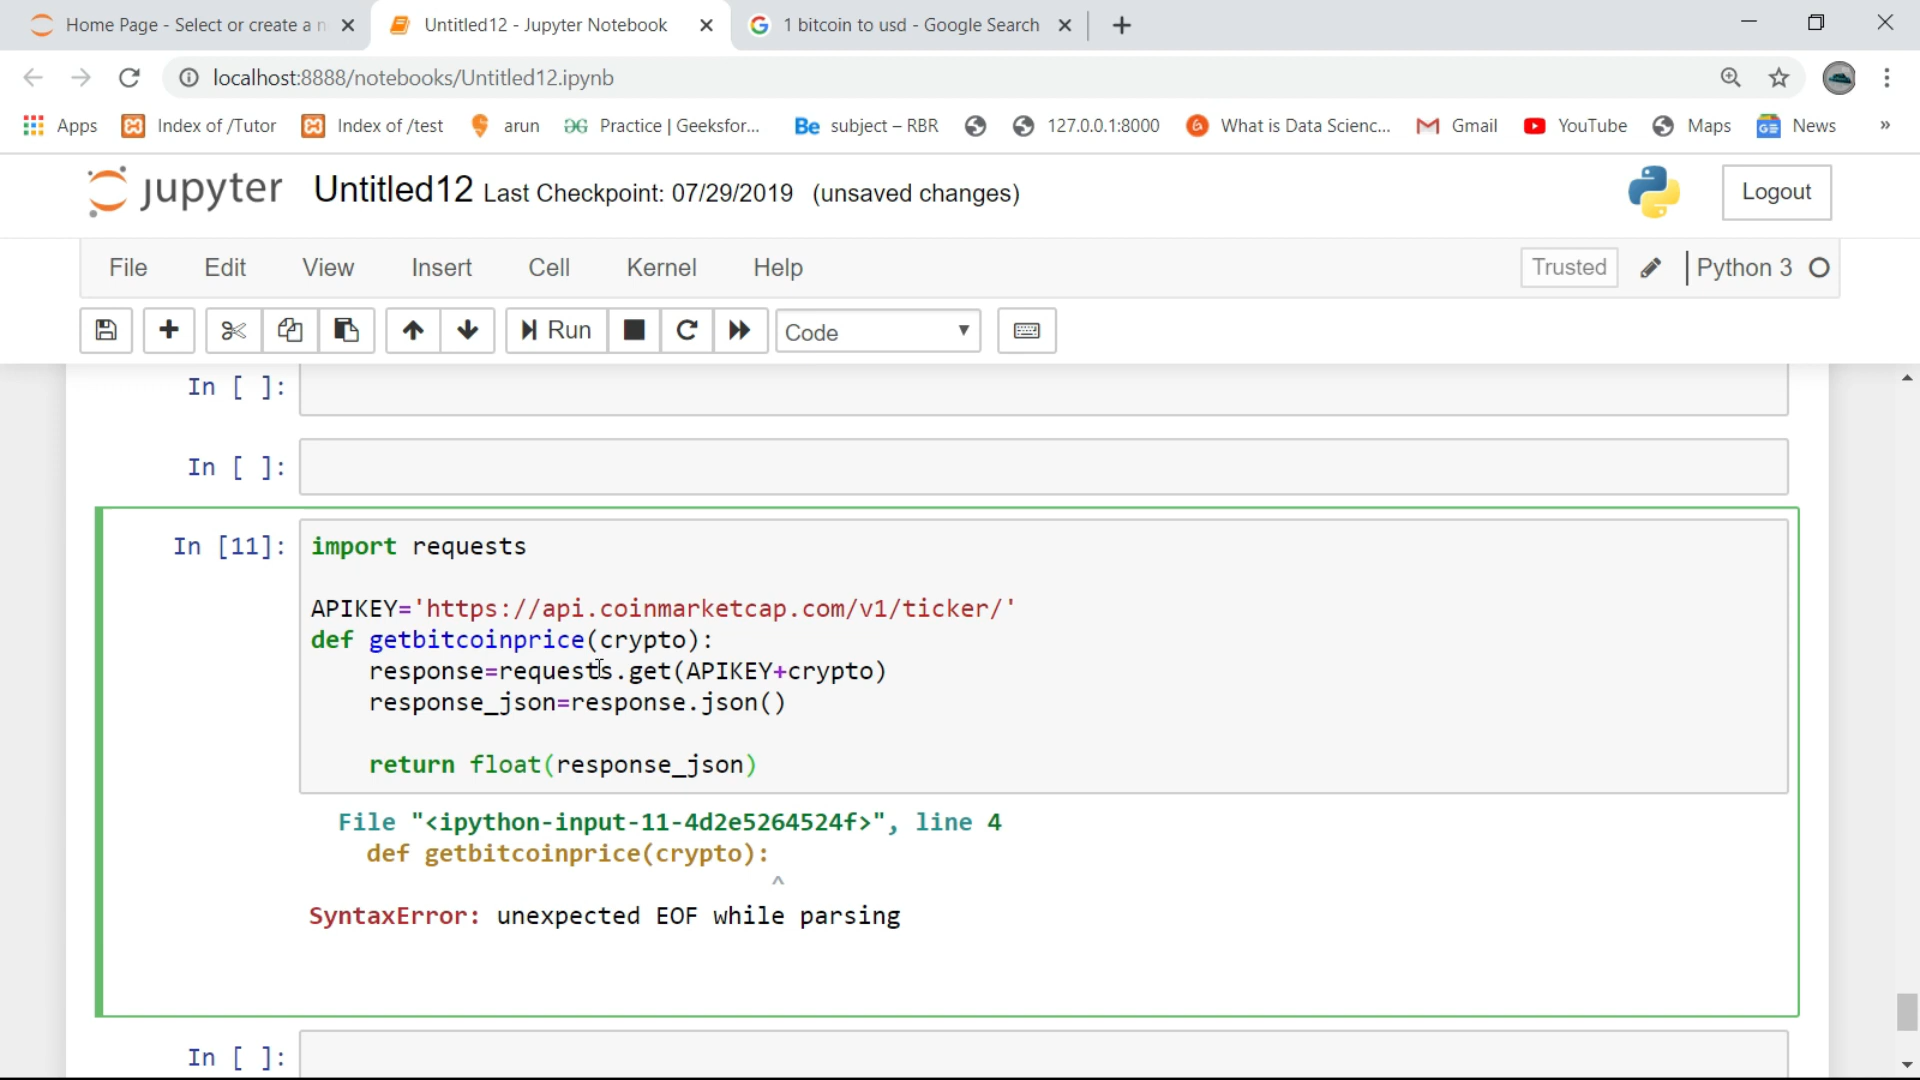 Home Page - Select or create a n
Untitled12 - Jupyter Notebook
1 bitcoin to usd - Google Search
localhost:8888/notebooks/Untitled12.ipynb
Apps
Index of /Tutor
Index of /test
arun
Practice | Geeksfor...
Be subject – RBR
127.0.0.1:8000
What is Data Scienc...
Gmail
YouTube
Maps
News
»
jupyter Untitled12 Last Checkpoint: 07/29/2019 (unsaved changes)
Logout
File Edit View Insert Cell Kernel Help
Trusted
Python 3
Run
Code
In [ ]:
In [ ]:
In [11]:
import requests
APIKEY='https://api.coinmarketcap.com/v1/ticker/'
def getbitcoinprice(crypto):
response=requests.get(APIKEY+crypto)
response_json=response.json()
return float(response_json)
File "<ipython-input-11-4d2e5264524f>", line 4
def getbitcoinprice(crypto):
^
SyntaxError: unexpected EOF while parsing
In [ ]: